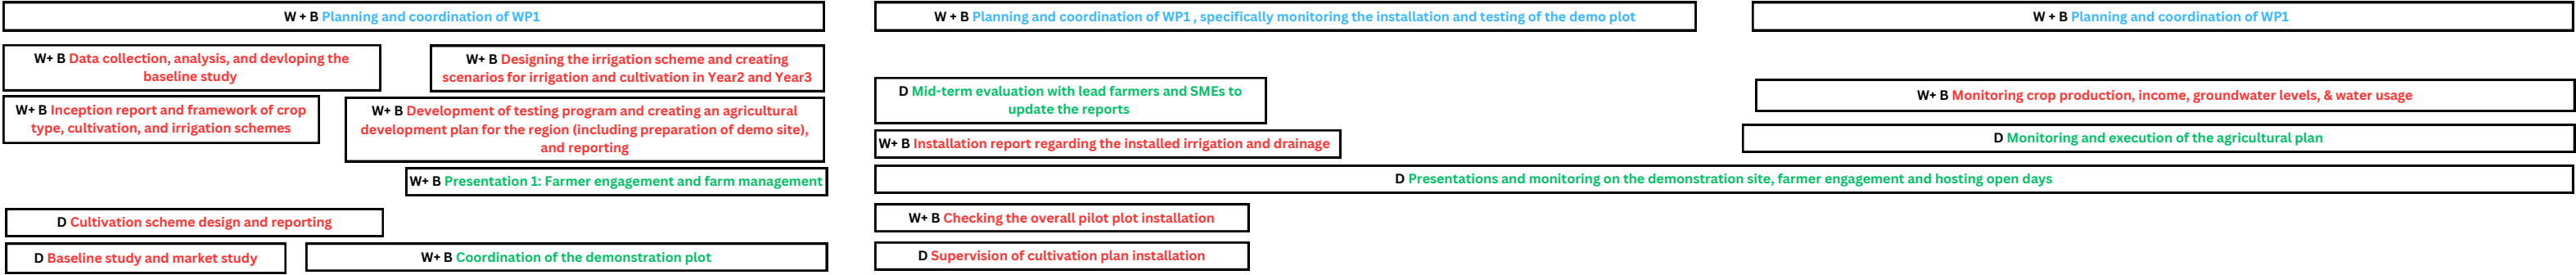 W + B Planning and coordination of WP1
W + B Planning and coordination of WP1 , specifically monitoring the installation and testing of the demo plot
W + B Planning and coordination of WP1
W+ B Data collection, analysis, and devloping the
baseline study
W+ B Designing the irrigation scheme and creating
scenarios for irrigation and cultivation in Year2 and Year3
D Mid-term evaluation with lead farmers and SMEs to
update the reports
W+ B Monitoring crop production, income, groundwater levels, & water usage
W+ B Inception report and framework of crop
type, cultivation, and irrigation schemes
W+ B Development of testing program and creating an agricultural
development plan for the region (including preparation of demo site),
and reporting
W+ B Installation report regarding the installed irrigation and drainage
D Monitoring and execution of the agricultural plan
W+ B Presentation 1: Farmer engagement and farm management
D Presentations and monitoring on the demonstration site, farmer engagement and hosting open days
D Cultivation scheme design and reporting
W+ B Checking the overall pilot plot installation
D Baseline study and market study
W+ B Coordination of the demonstration plot
D Supervision of cultivation plan installation